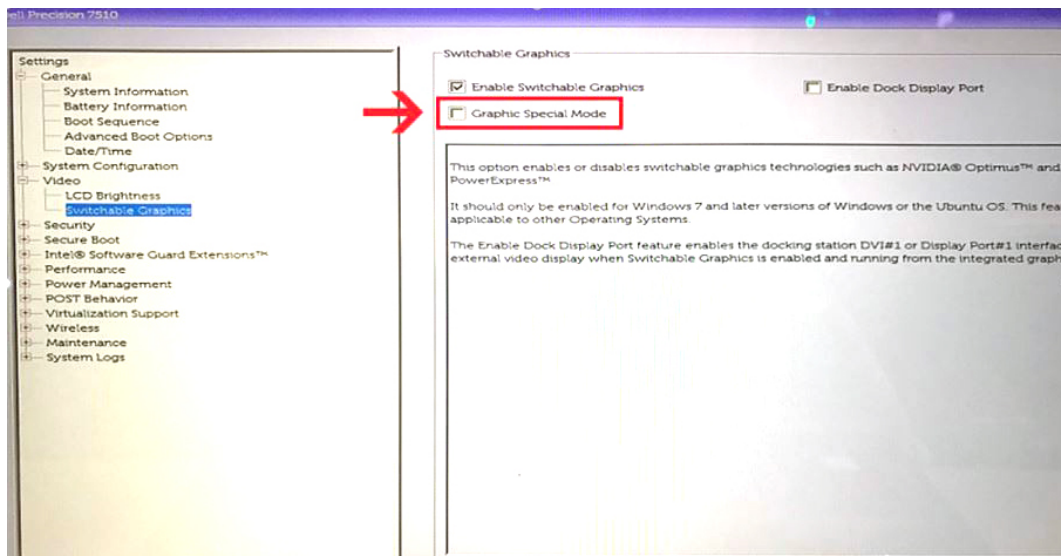 ell Precision 7510
Settings
General
System Information
Battery Information
Boot Sequence
Advanced Boot Options
Date/Time
System Configuration
Video
LCD Brightness
Switchable Graphics
Security
Secure Boot
Intel® Software Guard Extensions™
Performance
Power Management
POST Behavior
Virtualization Support
Wireless
Maintenance
System Logs
Switchable Graphics
Enable Switchable Graphics
Enable Dock Display Port
Graphic Special Mode
This option enables or disables switchable graphics technologies such as NVIDIA® Optimus™ and
PowerExpress™
It should only be enabled for Windows 7 and later versions of Windows or the Ubuntu OS. This fea
applicable to other Operating Systems.
The Enable Dock Display Port feature enables the docking station DVI#1 or Display Port#1 interfac
external video display when Switchable Graphics is enabled and running from the integrated graph